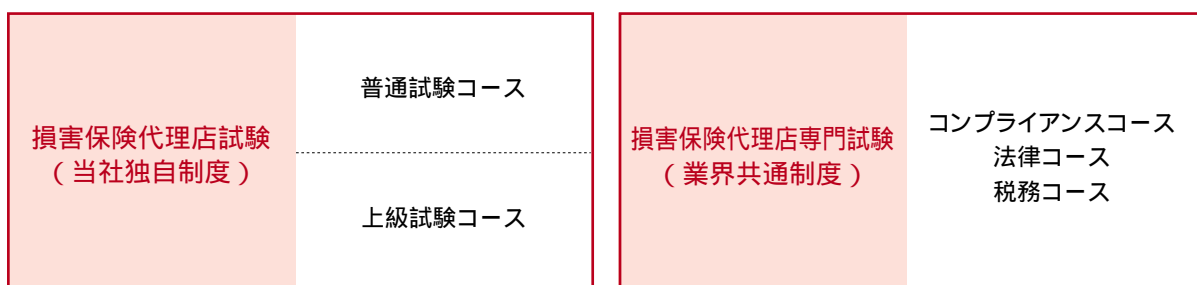 損害保険代理店試験
(当社独自制度)
普通試験コース
上級試験コース
損害保険代理店専門試験
(業界共通制度)
コンプライアンスコース
法律コース
税務コース